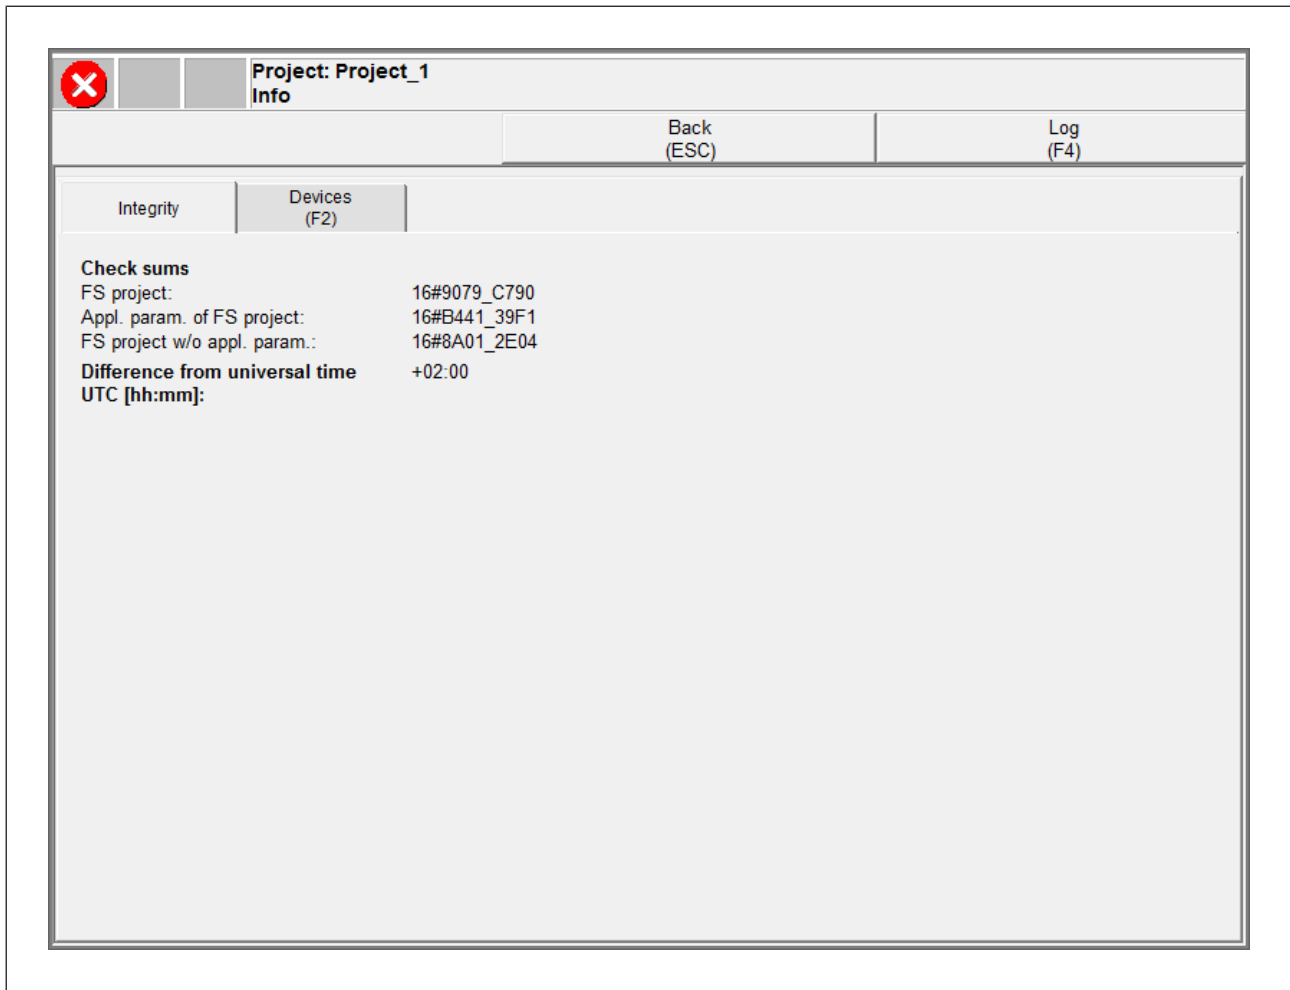 Project: Project_1
Info
Back
(ESC)
Log
(F4)
Integrity
Devices
(F2)
Check sums
FS project: 16#9079_C790
Appl. param. of FS project: 16#B441_39F1
FS project w/o appl. param.: 16#8A01_2E04
Difference from universal time +02:00
UTC [hh:mm]: